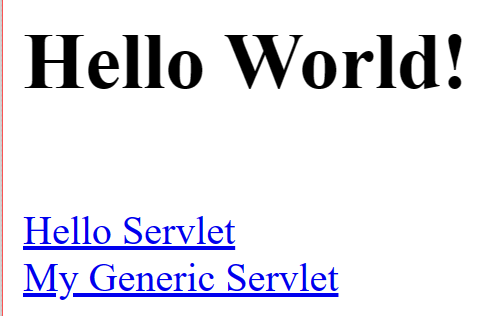 Hello World!
Hello Servlet
My Generic Servlet